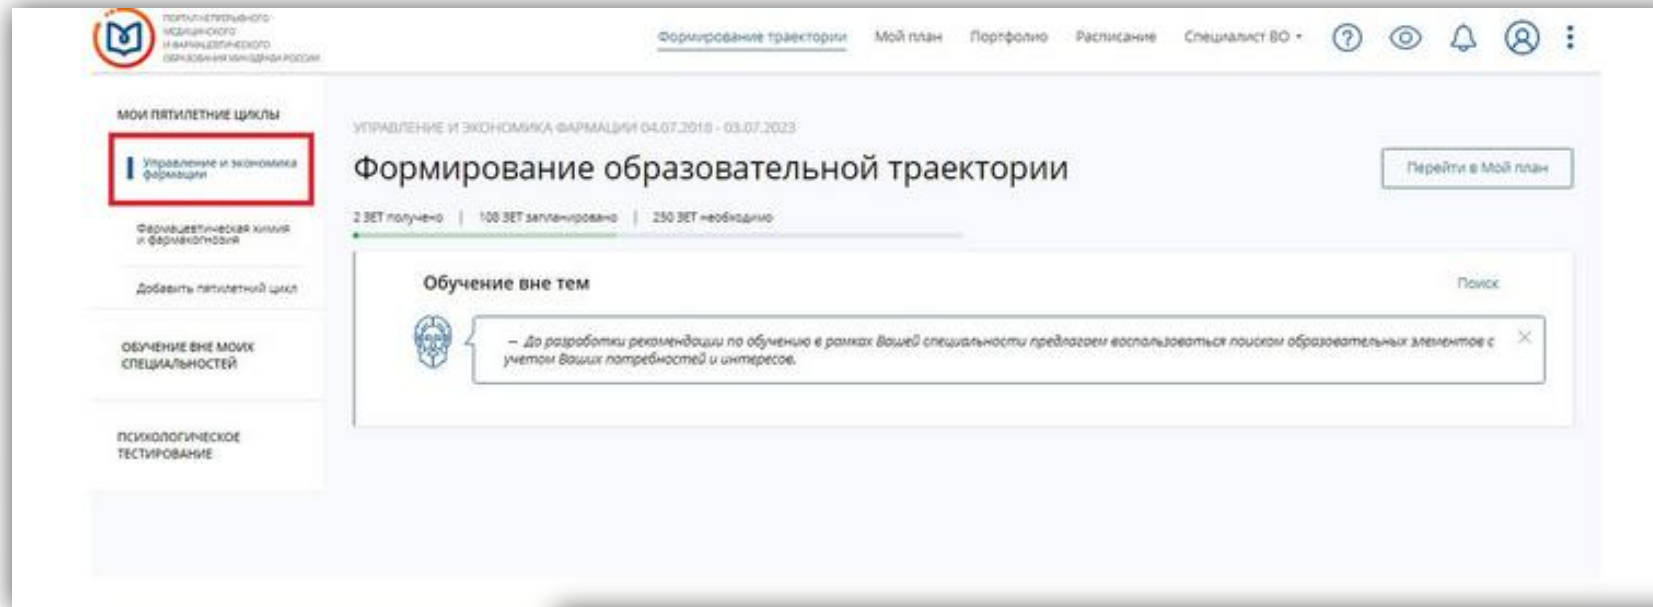 ПОРТАЛ НЕПРЕРЫВНОГО
МЕДИЦИНСКОГО
И ФАРМАЦЕВТИЧЕСКОГО
ОБРАЗОВАНИЯ МИНЗДРАВА РОССИИ
Формирование траектории Мой план Портфолио Расписание Специалист ВО
МОИ ПЯТИЛЕТНИЕ ЦИКЛЫ
Управление и экономика
фармации
Фармацевтическая химия
и фармакогнозия
Добавить пятилетний цикл
ОБУЧЕНИЕ ВНЕ МОИХ
СПЕЦИАЛЬНОСТЕЙ
ПСИХОЛОГИЧЕСКОЕ
ТЕСТИРОВАНИЕ
УПРАВЛЕНИЕ И ЭКОНОМИКА ФАРМАЦИИ 04.07.2018 - 03.07.2023
Формирование образовательной траектории
Перейти в Мой план
2 ЗЕТ получено | 108 ЗЕТ запланировано | 250 ЗЕТ необходимо
Обучение вне тем
Поиск
– До разработки рекомендации по обучению в рамках Вашей специальности предлагаем воспользоваться поиском образовательных элементов с
учетом Ваших потребностей и интересов.